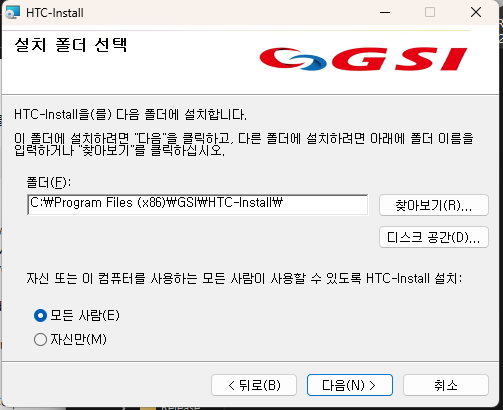 HTC-Install
설치 폴더 선택
GSI
HTC-Install을(를) 다음 폴더에 설치합니다.
이 폴더에 설치하려면 "다음"을 클릭하고, 다른 폴더에 설치하려면 아래에 폴더 이름을
입력하거나 "찾아보기"를 클릭하십시오.
폴더(F):
C:₩Program Files (x86)₩GSI₩HTC-Install₩
찾아보기(R)...
디스크 공간(D)...
자신 또는 이 컴퓨터를 사용하는 모든 사람이 사용할 수 있도록 HTC-Install 설치:
모든 사람(E)
자신만(M)
< 뒤로(B)
다음(N) >
취소
Release